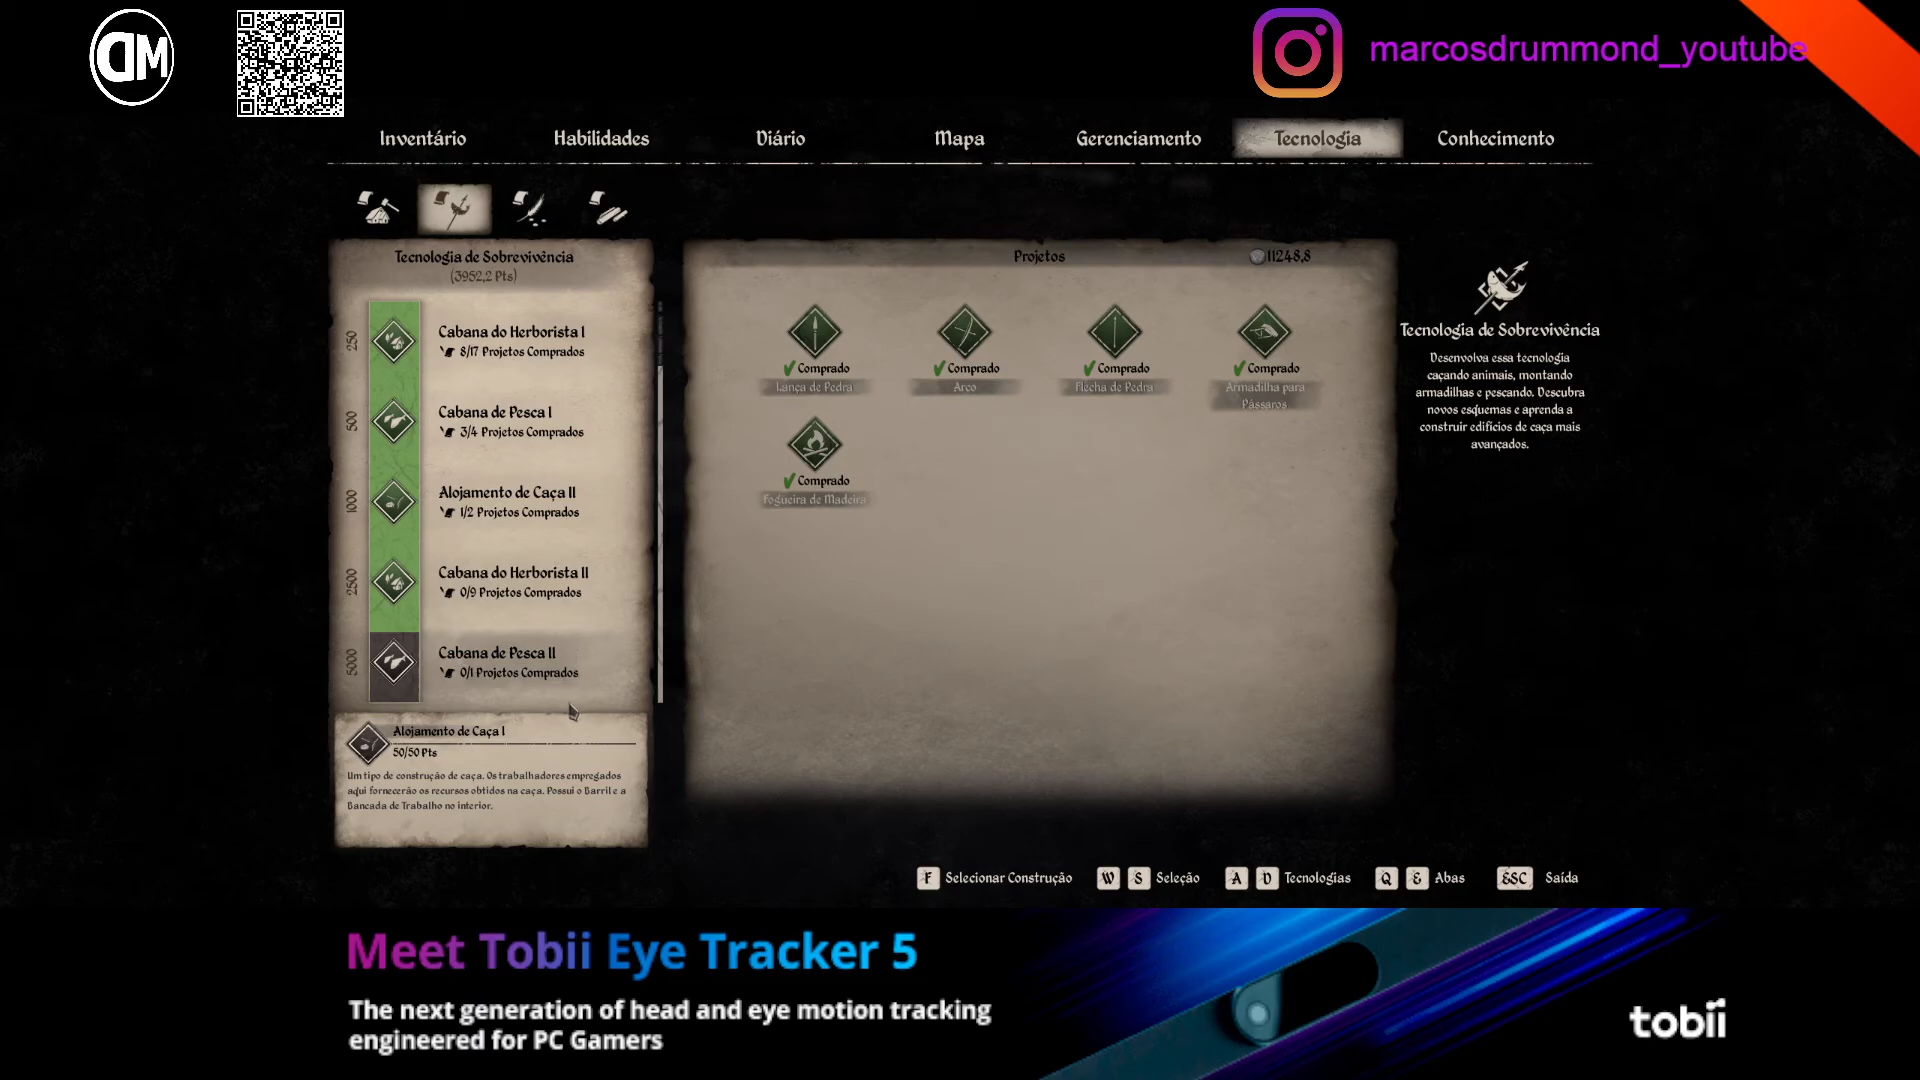 DM
marcosdrummond_youtube
Inventário
Habilidades
Diário
Mapa
Gerenciamento
Tecnologia
Conhecimento
Tecnologia de Sobrevivência
(3952,2 Pts)
250
Cabana do Herborista I
8/17 Projetos Comprados
500
Cabana de Pesca I
3/4 Projetos Comprados
1000
Alojamento de Caça II
1/2 Projetos Comprados
2500
Cabana do Herborista II
0/9 Projetos Comprados
5000
Cabana de Pesca II
0/1 Projetos Comprados
Alojamento de Caça I
50/50 Pts
Um tipo de construção de caça. Os trabalhadores empregados
aqui fornecerão os recursos obtidos na caça. Possui o Barril e a
Bancada de Trabalho no interior.
Projetos
11248,8
Comprado
Lança de Pedra
Comprado
Arco
Comprado
Flecha de Pedra
Comprado
Armadilha para
Pássaros
Comprado
Fogueira de Madeira
Tecnologia de Sobrevivência
Desenvolva essa tecnologia
caçando animais, montando
armadilhas e pescando. Descubra
novos esquemas e aprenda a
construir edifícios de caça mais
avançados.
F Selecionar Construção
W S Seleção
A D Tecnologias
Q E Abas
ESC Saída
Meet Tobii Eye Tracker 5
The next generation of head and eye motion tracking
engineered for PC Gamers
tobii